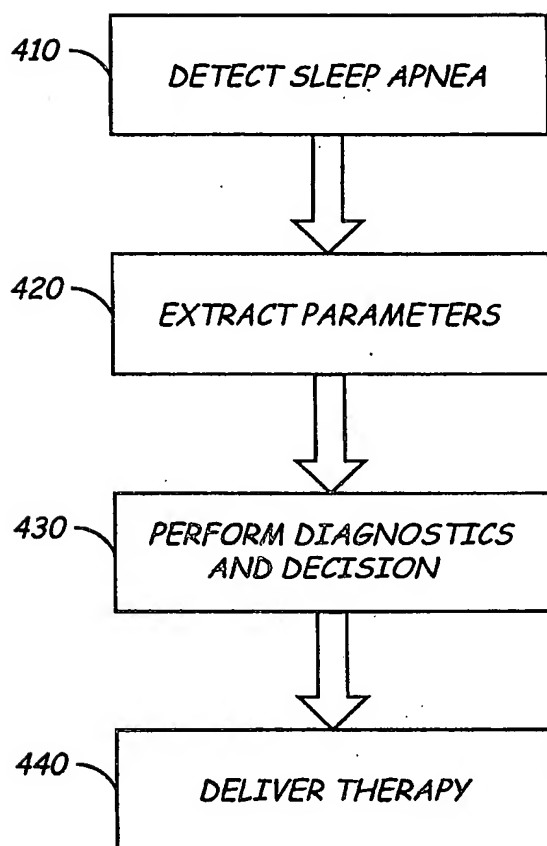 410
DETECT SLEEP APNEA
420
EXTRACT PARAMETERS
430
PERFORM DIAGNOSTICS
AND DECISION
440
DELIVER THERAPY